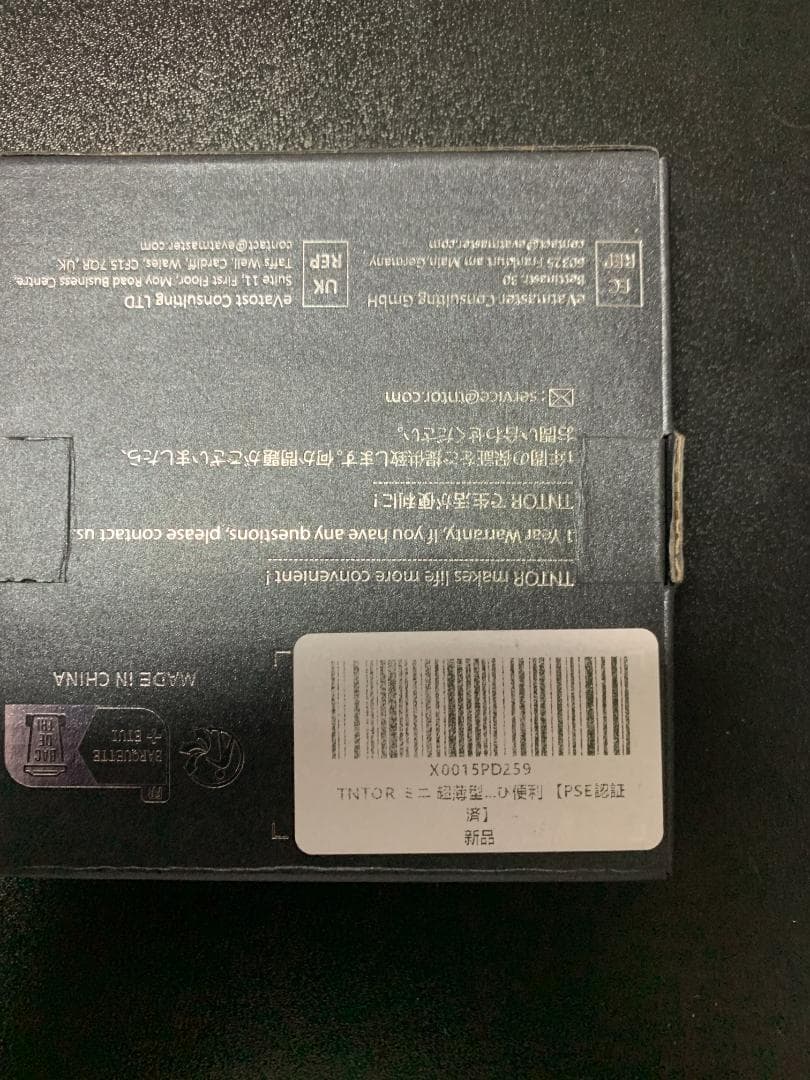 TNTOR makes life more convenient!
1 Year Warranty, If you have any questions, please contact us.
TNTOR で生活が便利に!
1年間の保証をご提供致します。何か問題がございましたら、
お問い合わせください。
: service@tntor.com
EC
REP
eVatmaster Consulting GmbH
Bettinastr. 30
60325 Frankfurt am Main, Germany
contact@evatmaster.com
UK
REP
eVatost Consulting LTD
Suite 11, First Floor, Moy Road Business Centre,
Taffs Well, Cardiff, Wales, CF15 7QR, UK
contact@evatmaster.com
FR
BARQUETTE
ETUI
BAC
DE
TRI
MADE IN CHINA
X0015PD259
TNTOR ミニ 超薄型...ひ便利 【PSE認証
済】
新品